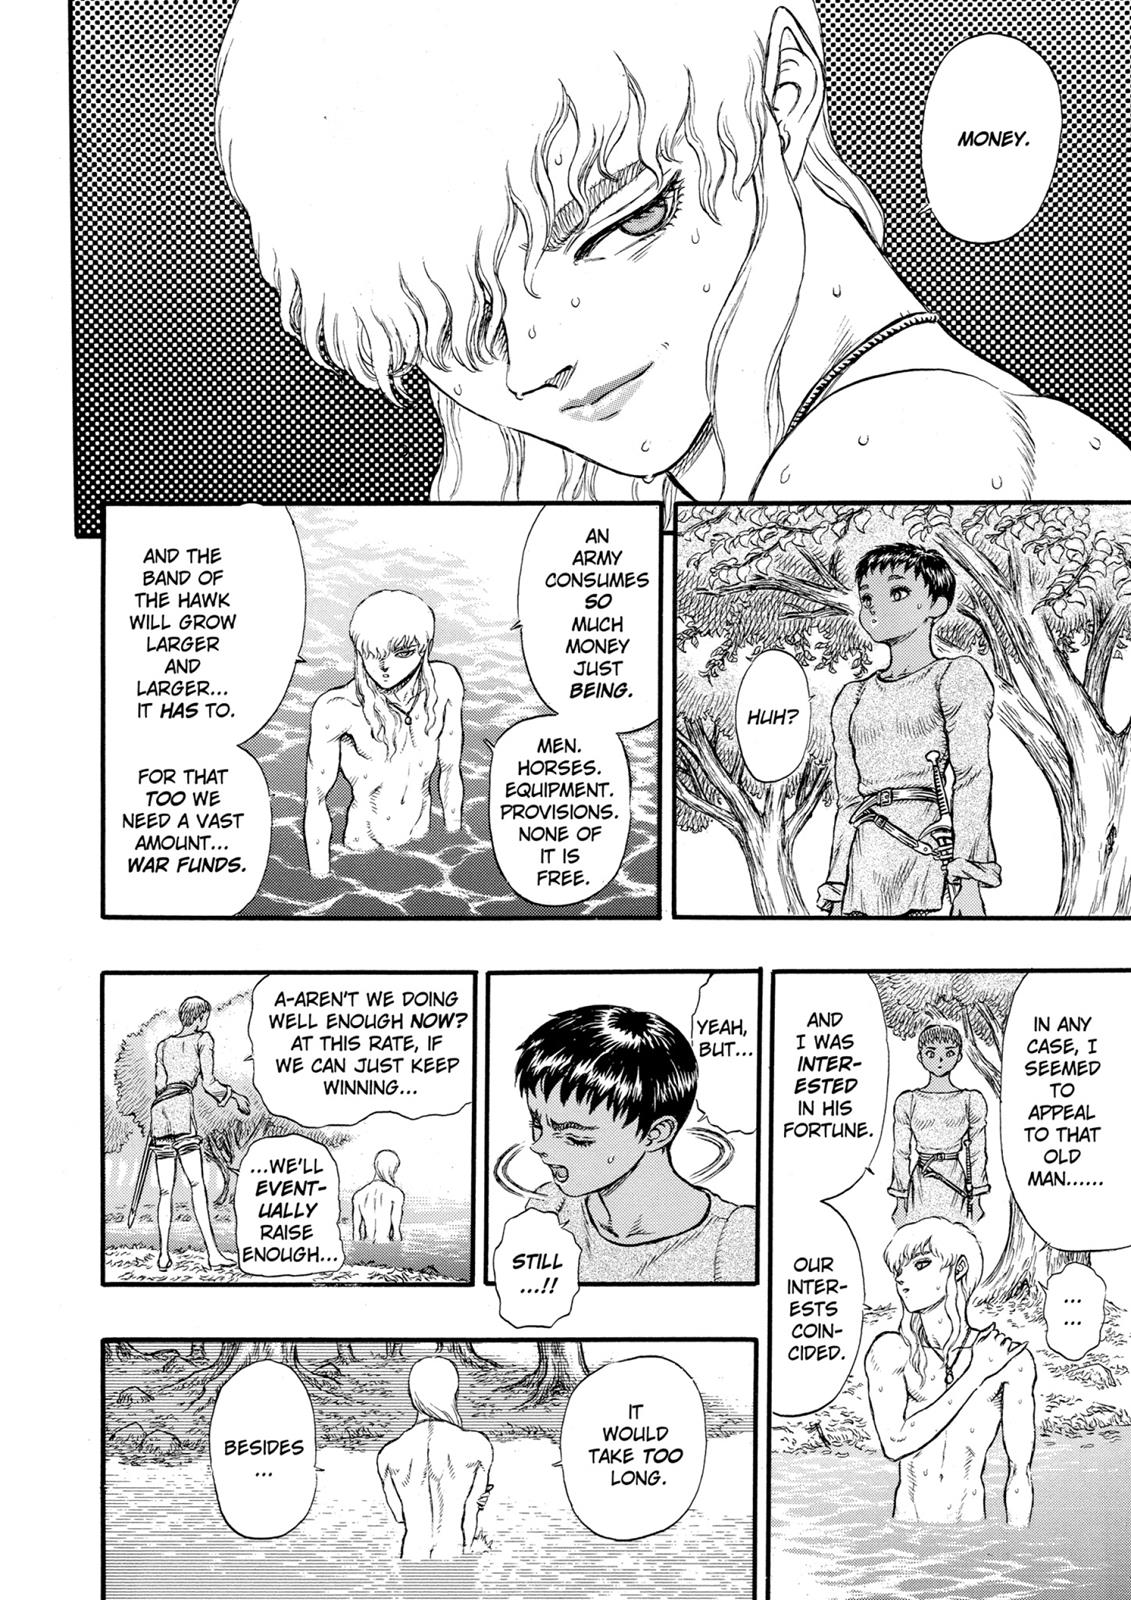 MONEY.
HUH?
AN
ARMY
CONSUMES
SO
MUCH
MONEY
JUST
BEING.
MEN.
HORSES.
EQUIPMENT.
PROVISIONS.
NONE OF
IT IS
FREE.
AND THE
BAND OF
THE HAWK
WILL GROW
LARGER
AND
LARGER...
IT HAS TO.
FOR THAT
TOO WE
NEED A VAST
AMOUNT...
WAR FUNDS.
IN ANY
CASE, I
SEEMED
TO
APPEAL
TO THAT
OLD
MAN......
AND
I WAS
INTER-
ESTED
IN HIS
FORTUNE.
...
...
OUR
INTER-
ESTS
COIN-
CIDED.
YEAH,
BUT...
STILL
...!!
A-AREN'T WE DOING
WELL ENOUGH NOW?
AT THIS RATE, IF
WE CAN JUST KEEP
WINNING...
...WE'LL
EVENT-
UALLY
RAISE
ENOUGH...
IT
WOULD
TAKE TOO
LONG.
BESIDES
...